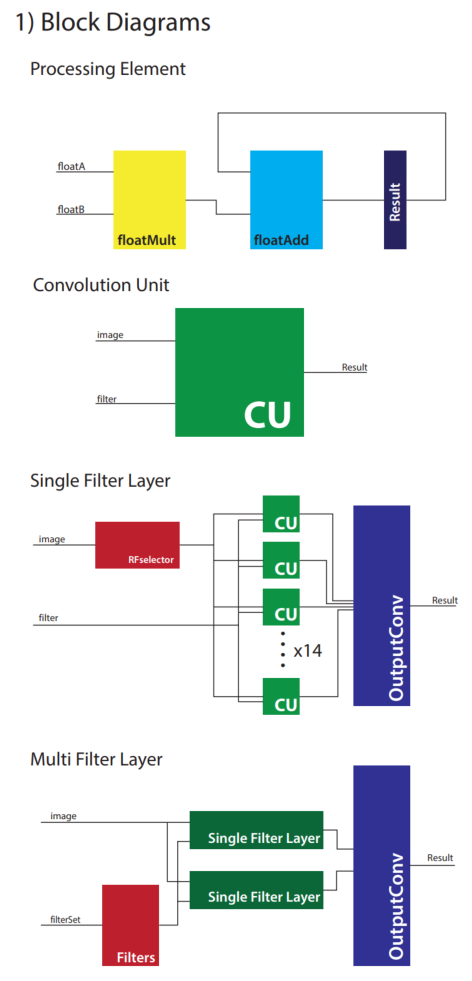 1) Block Diagrams
Processing Element
floatA
floatB
floatMult
floatAdd
Result
Convolution Unit
image
filter
CU
Result
Single Filter Layer
image
RFselector
filter
CU
CU
CU
x14
CU
OutputConv
Result
Multi Filter Layer
image
Single Filter Layer
Single Filter Layer
filterSet
Filters
OutputConv
Result